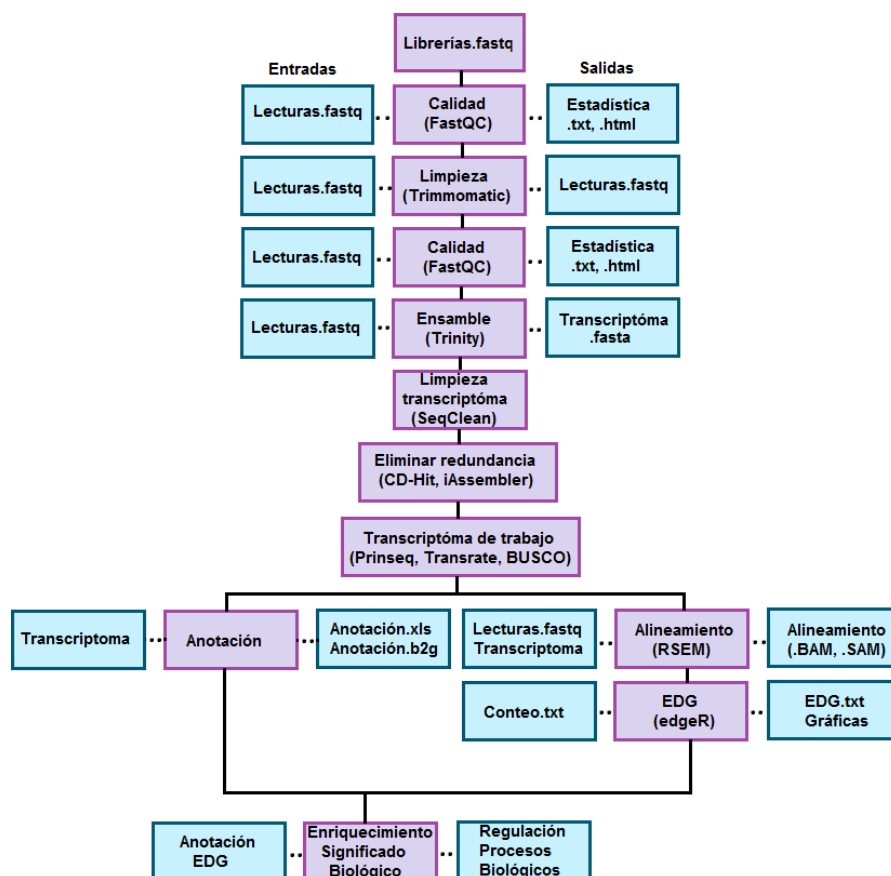 Librerías.fastq
Entradas
Salidas
Lecturas.fastq
Calidad
(FastQC)
Estadística
.txt, .html
Lecturas.fastq
Limpieza
(Trimmomatic)
Lecturas.fastq
Lecturas.fastq
Calidad
(FastQC)
Estadística
.txt, .html
Lecturas.fastq
Ensamble
(Trinity)
Transcriptóma
.fasta
Limpieza
transcriptóma
(SeqClean)
Eliminar redundancia
(CD-Hit, iAssembler)
Transcriptóma de trabajo
(Prinseq, Transrate, BUSCO)
Transcriptoma
Anotación
Anotación.xls
Anotación.b2g
Lecturas.fastq
Transcriptoma
Alineamiento
(RSEM)
Alineamiento
(.BAM, .SAM)
Conteo.txt
EDG
(edgeR)
EDG.txt
Gráficas
Anotación
EDG
Enriquecimiento
Significado
Biológico
Regulación
Procesos
Biológicos